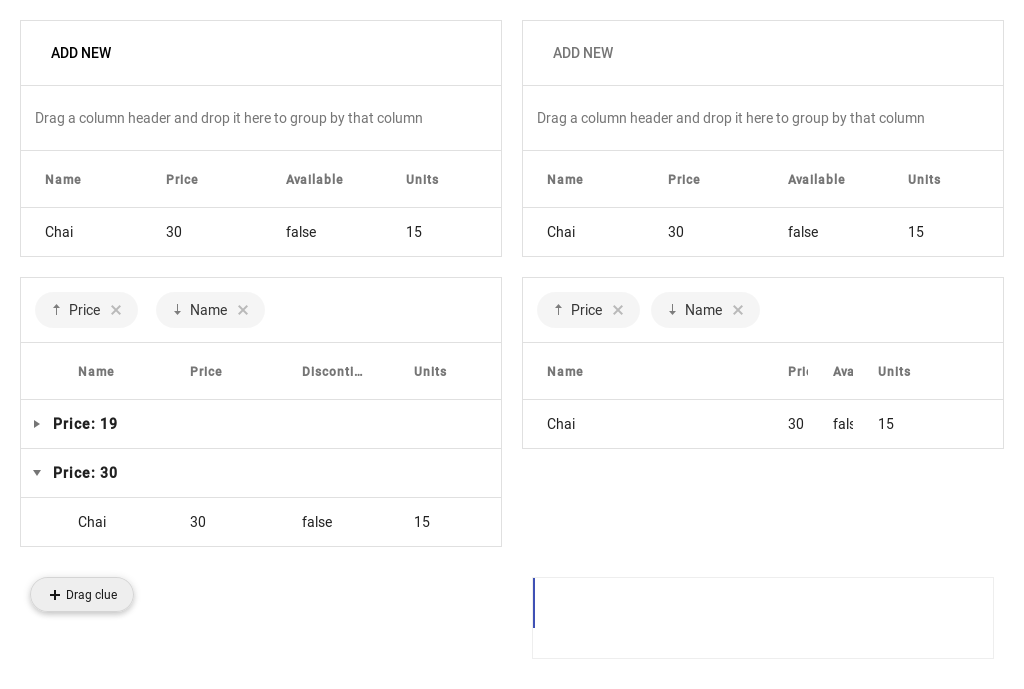 ADD NEW
Drag a column header and drop it here to group by that column
Name Price Available Units
Chai 30 false 15
ADD NEW
Drag a column header and drop it here to group by that column
Name Price Available Units
Chai 30 false 15
Price Name
Name Price Disconti... Units
Price: 19
Price: 30
Chai 30 false 15
Price Name
Name Pri Ava Units
Chai 30 fals 15
Drag clue